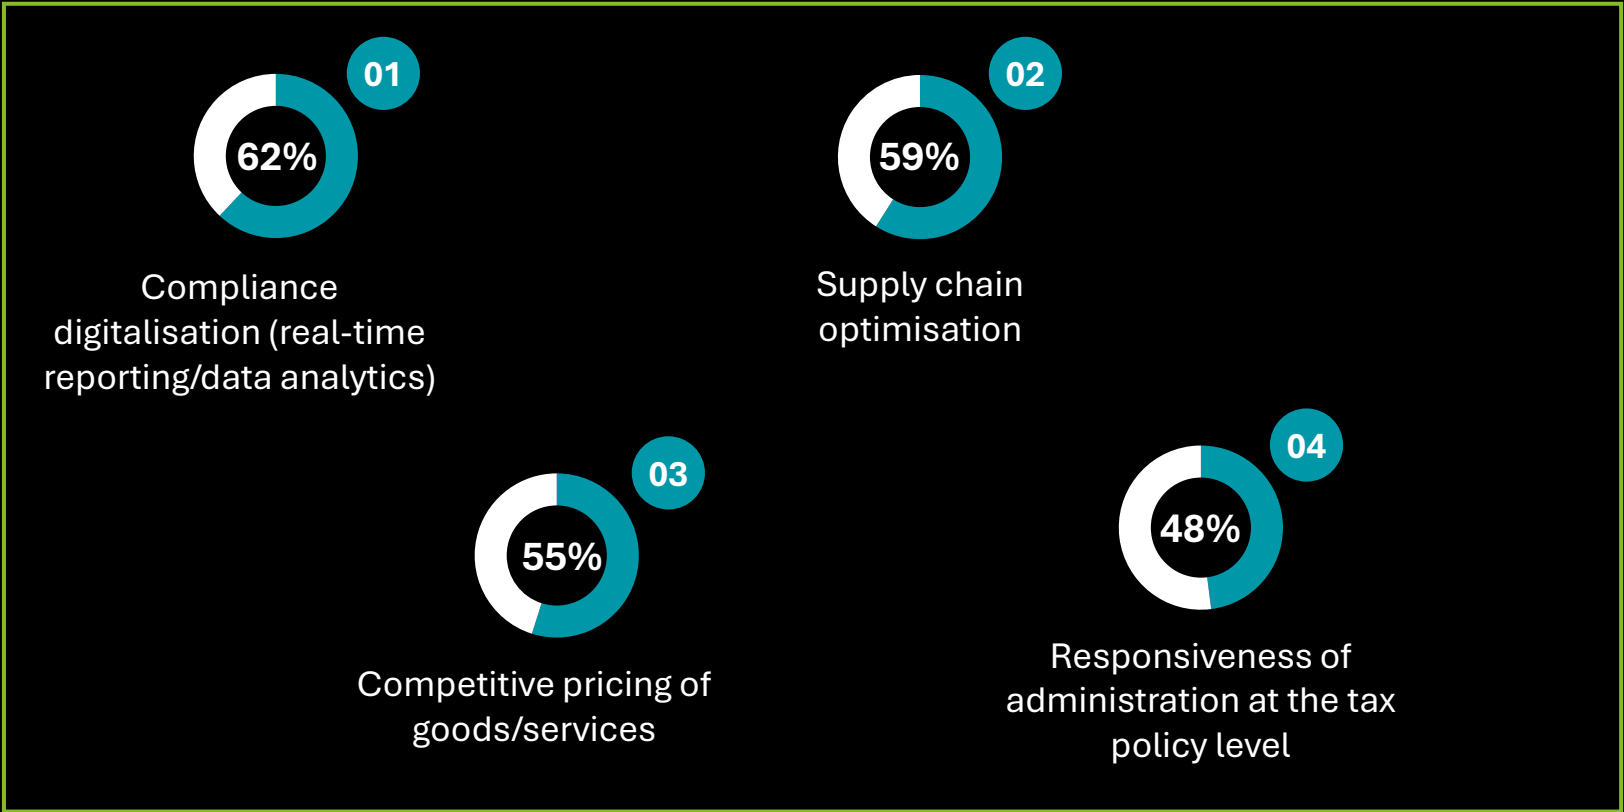 01
62%
Compliance
digitalisation (real-time
reporting/data analytics)
02
59%
Supply chain
optimisation
03
55%
Competitive pricing of
goods/services
04
48%
Responsiveness of
administration at the tax
policy level